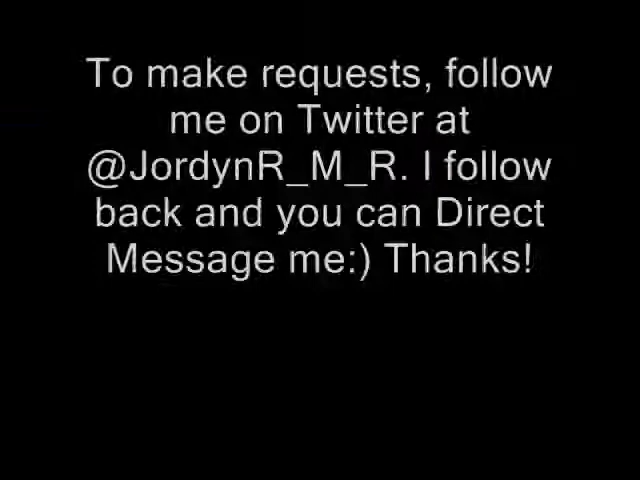 To make requests, follow
me on Twitter at
@JordynR_M_R. I follow
back and you can Direct
Message me:) Thanks!